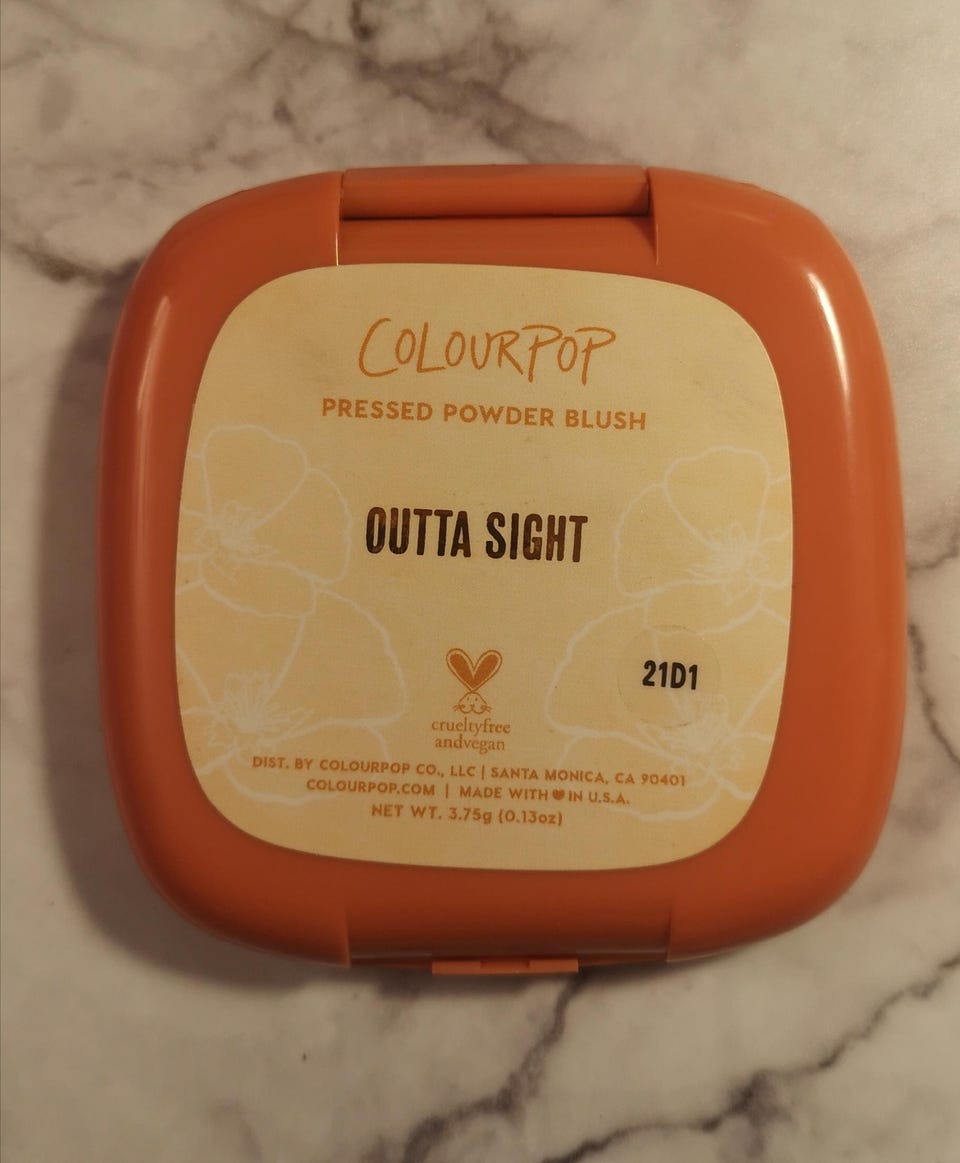 COLOURPOP
PRESSED POWDER BLUSH
OUTTA SIGHT
21D1
crueltyfree
andvegan
DIST. BY COLOURPOP CO., LLC | SANTA MONICA, CA 90401
COLOURPOP.COM | MADE WITH ♥ IN U.S.A.
NET WT. 3.75g (0.13oz)